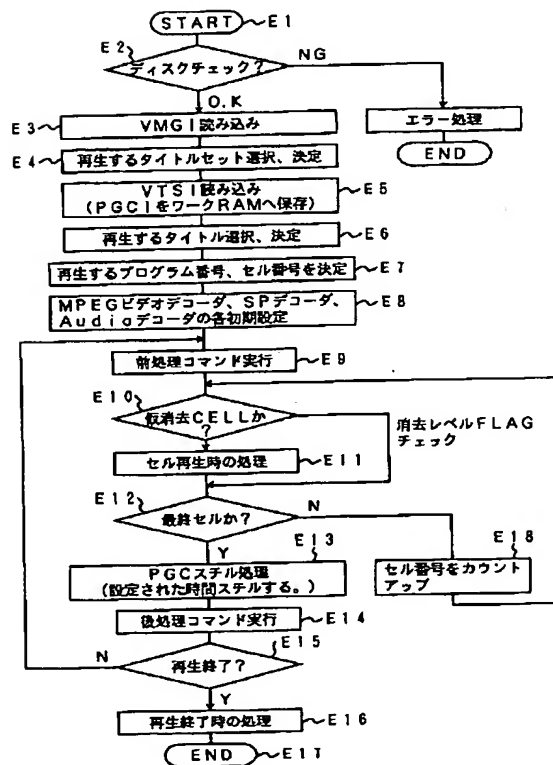 START E1
E2
ディスクチェック?
NG
O.K
エラー処理
END
E3 VMGI読み込み
E4 再生するタイトルセット選択、決定
VTSI読み込み
(PGCIをワークRAMへ保存)
E5
再生するタイトル選択、決定 E6
再生するプログラム番号、セル番号を決定 E7
MPEGビデオデコーダ、SPデコーダ、
Audioデコーダの各初期設定
E8
前処理コマンド実行 E9
E10
仮消去CELLか
?
消去レベルFLAG
チェック
セル再生時の処理 E11
E12
最終セルか?
N
Y
E13
PGCスチル処理
(設定された時間スチルする。)
E18
セル番号をカウント
アップ
後処理コマンド実行 E14
E15
再生終了?
N
Y
再生終了時の処理 E16
END E17